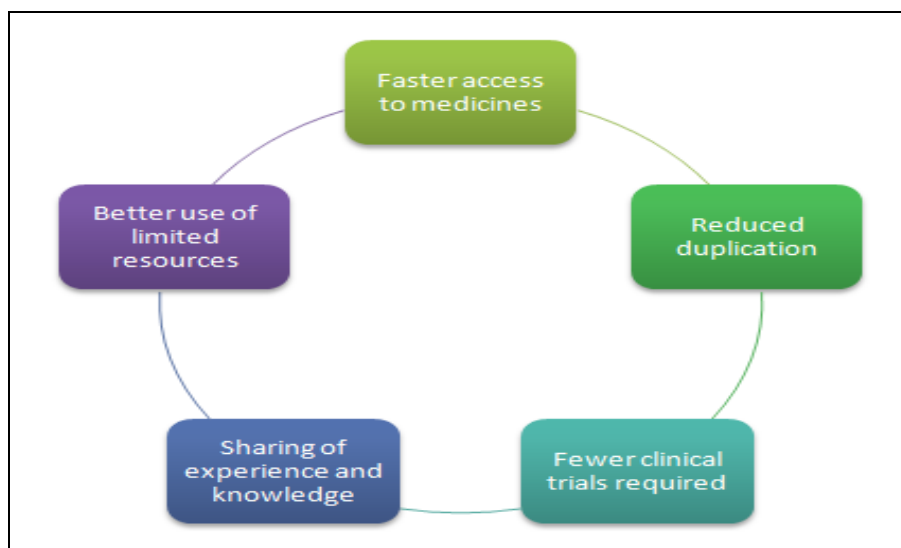 Faster access
to medicines
Reduced
duplication
Fewer clinical
trials required
Sharing of
experience and
knowledge
Better use of
limited
resources